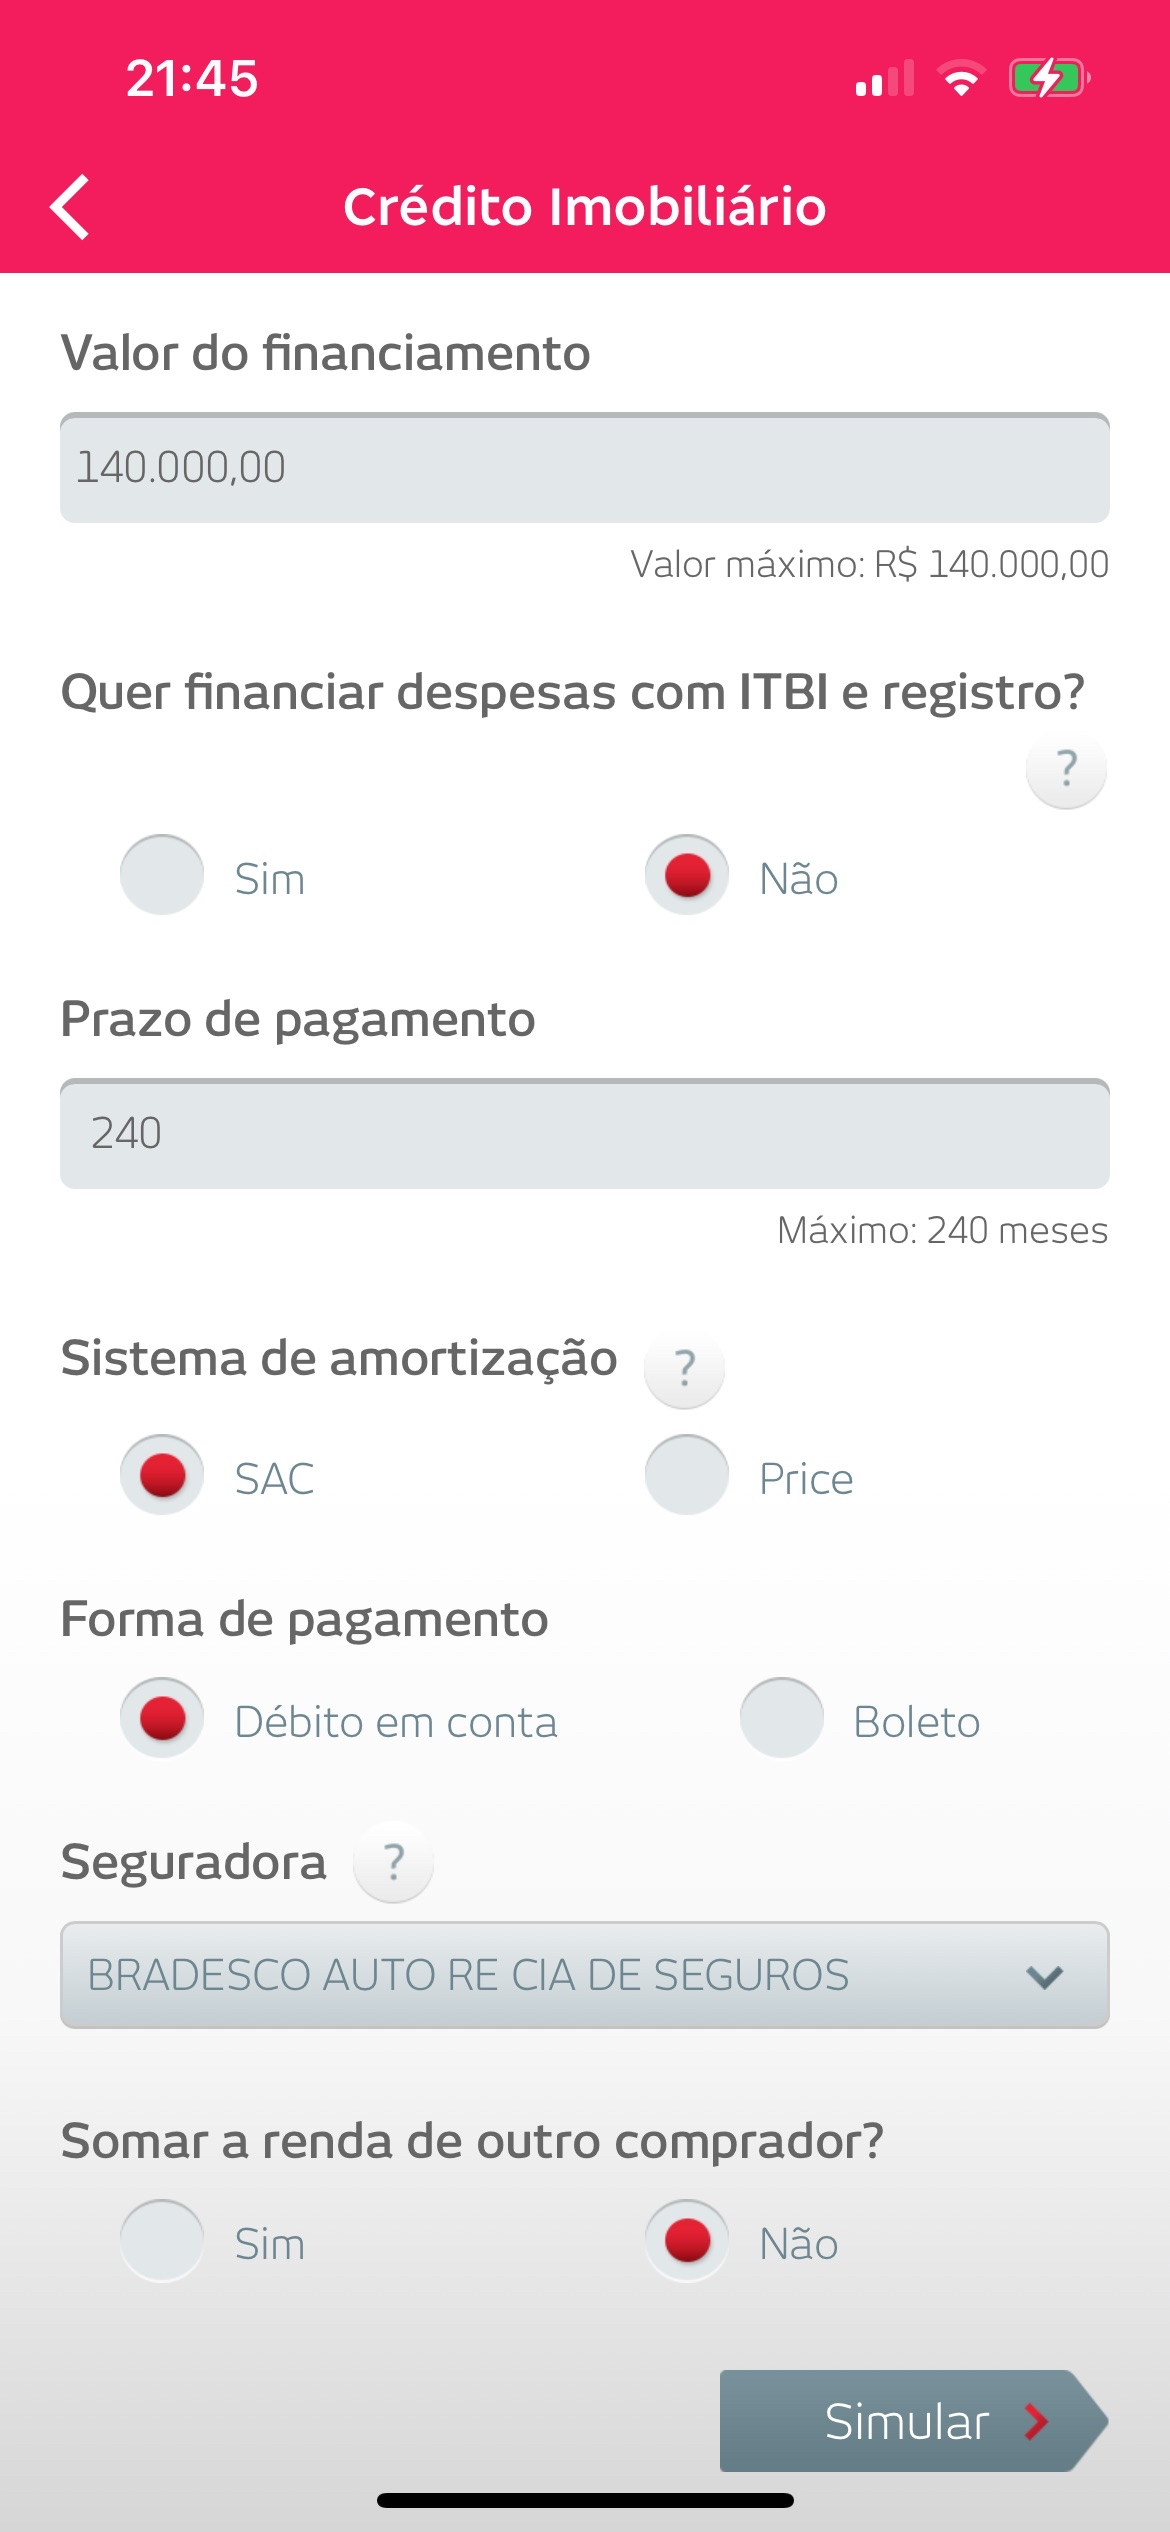 21:45
Crédito Imobiliário
Valor do financiamento
140.000,00
Valor máximo: R$ 140.000,00
Quer financiar despesas com ITBI e registro?
?
Sim
Não
Prazo de pagamento
240
Máximo: 240 meses
Sistema de amortização ?
SAC
Price
Forma de pagamento
Débito em conta
Boleto
Seguradora ?
BRADESCO AUTO RE CIA DE SEGUROS
Somar a renda de outro comprador?
Sim
Não
Simular